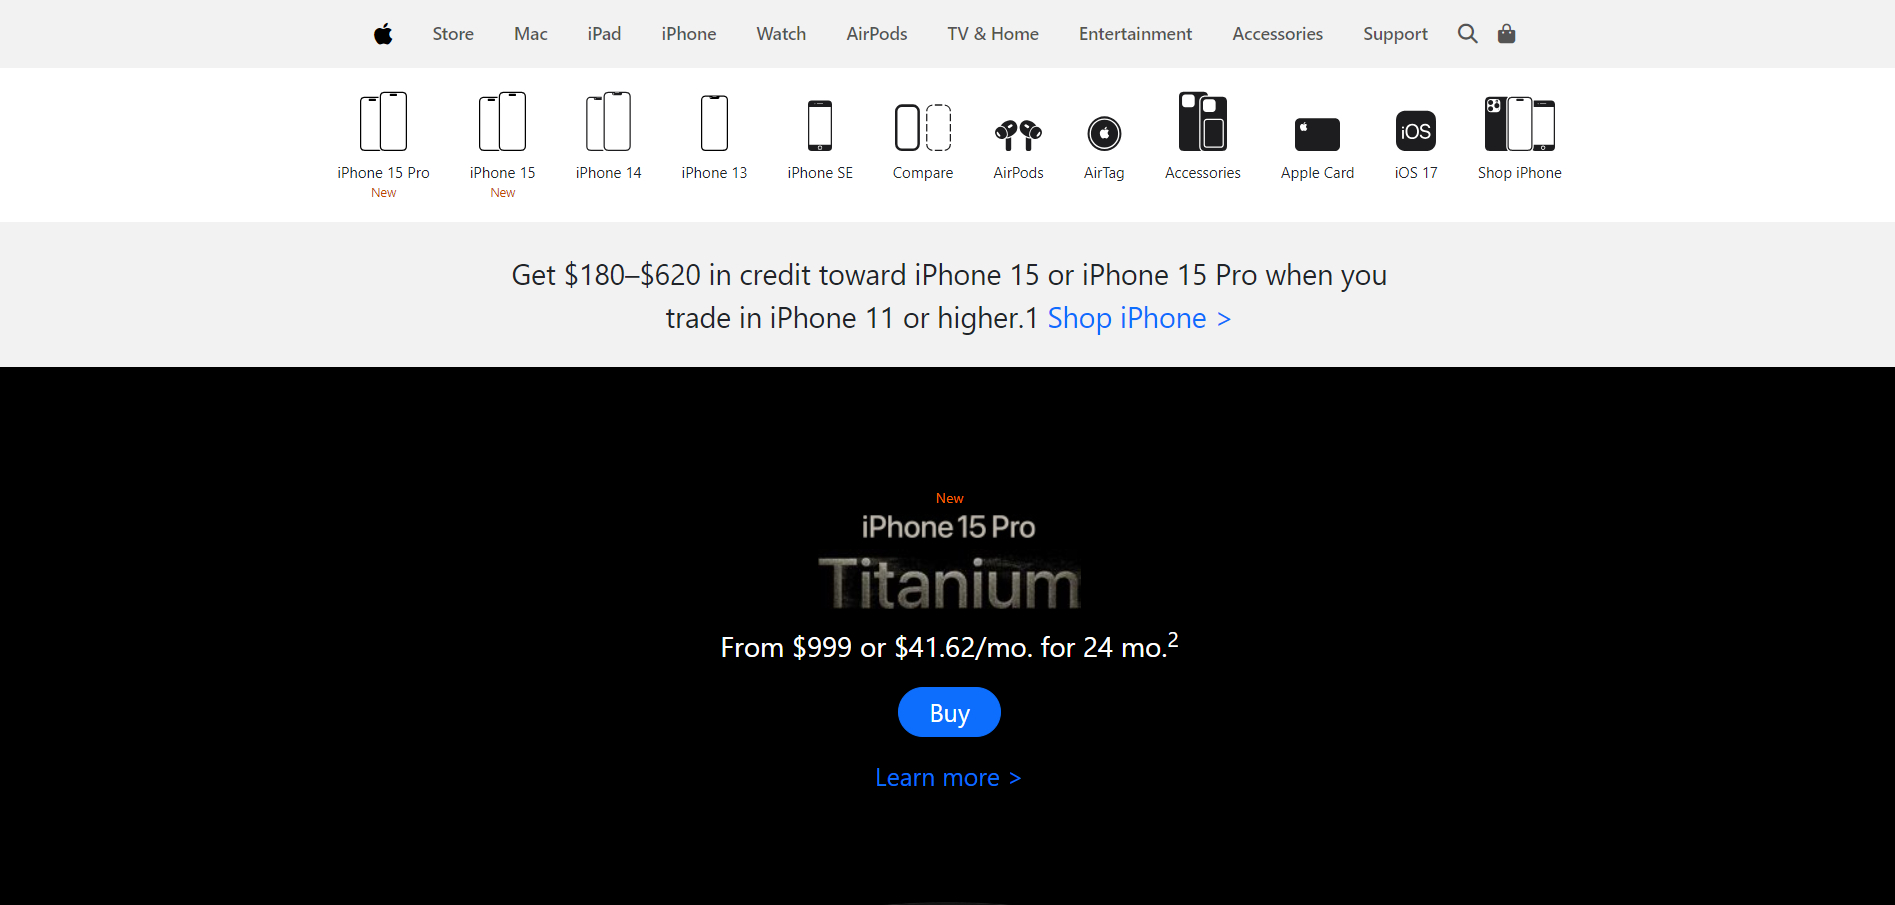 Store Mac iPad iPhone Watch AirPods TV & Home Entertainment Accessories Support
iOS
iPhone 15 Pro iPhone 15 iPhone 14 iPhone 13 iPhone SE Compare AirPods AirTag Accessories Apple Card iOS 17 Shop iPhone
New New
Get $180–$620 in credit toward iPhone 15 or iPhone 15 Pro when you
trade in iPhone 11 or higher.1 Shop iPhone >
New
iPhone 15 Pro
Titanium
From $999 or $41.62/mo. for 24 mo.2
Buy
Learn more >